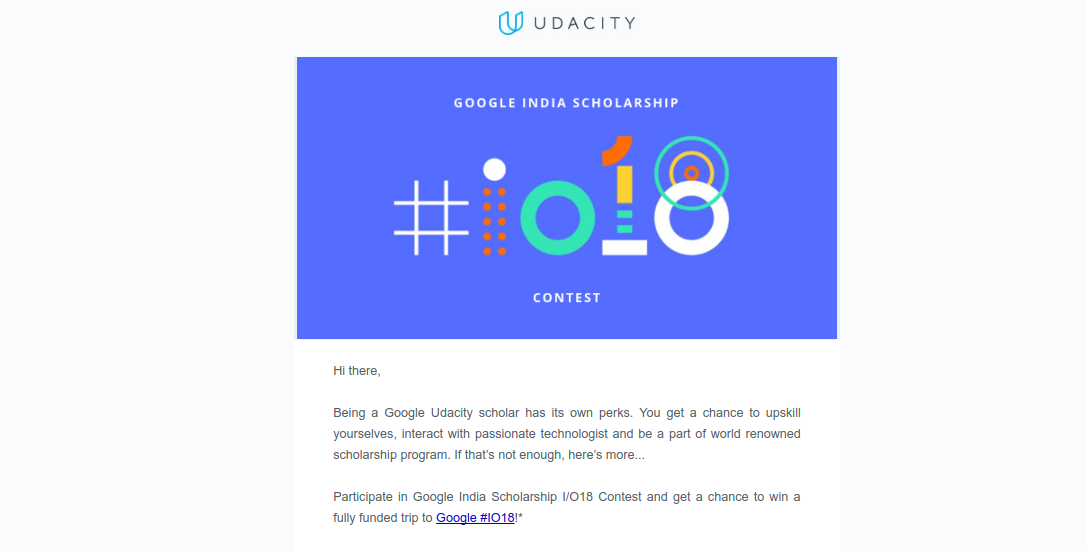 UDACITY
GOOGLE INDIA SCHOLARSHIP
#io18
CONTEST
Hi there,
Being a Google Udacity scholar has its own perks. You get a chance to upskill
yourselves, interact with passionate technologist and be a part of world renowned
scholarship program. If that's not enough, here's more...
Participate in Google India Scholarship I/O18 Contest and get a chance to win a
fully funded trip to Google #IO18!*